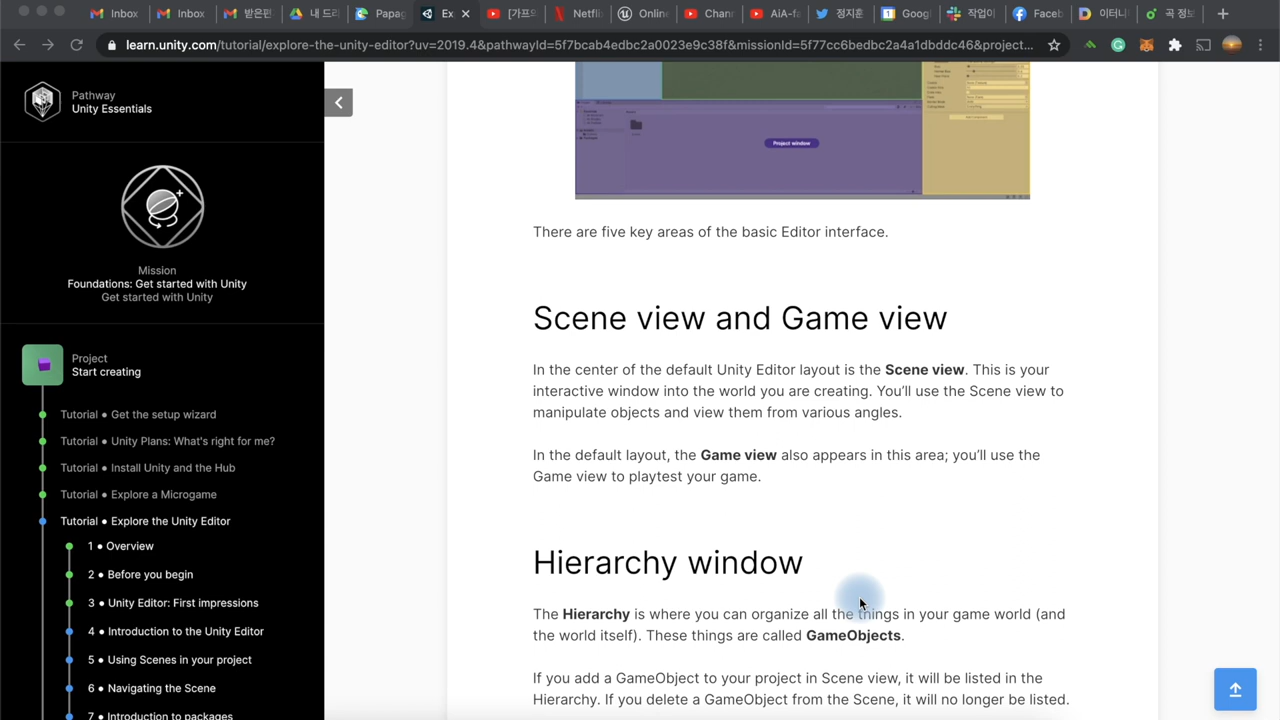 Inbox
Inbox
받은편
내 드라
Papag
Ex
[가프오
Netfli
Onlin
Chan
AiA-fa
정지훈
Googl
작업이
Faceb
이터니
곡 정보
learn.unity.com/tutorial/explore-the-unity-editor?uv=2019.4&pathwayId=5f7bcab4edbc2a0023e9c38f&missionId=5f77cc6bedbc2a4a1dbddc46&project...
Pathway
Unity Essentials
Mission
Foundations: Get started with Unity
Get started with Unity
Project
Start creating
Tutorial ● Get the setup wizard
Tutorial ● Unity Plans: What's right for me?
Tutorial ● Install Unity and the Hub
Tutorial ● Explore a Microgame
Tutorial ● Explore the Unity Editor
1 ● Overview
2 ● Before you begin
3 ● Unity Editor: First impressions
4 ● Introduction to the Unity Editor
5 ● Using Scenes in your project
6 ● Navigating the Scene
7 ● Introduction to packages
Project window
There are five key areas of the basic Editor interface.
Scene view and Game view
In the center of the default Unity Editor layout is the Scene view. This is your
interactive window into the world you are creating. You'll use the Scene view to
manipulate objects and view them from various angles.
In the default layout, the Game view also appears in this area; you'll use the
Game view to playtest your game.
Hierarchy window
The Hierarchy is where you can organize all the things in your game world (and
the world itself). These things are called GameObjects.
If you add a GameObject to your project in Scene view, it will be listed in the
Hierarchy. If you delete a GameObject from the Scene, it will no longer be listed.